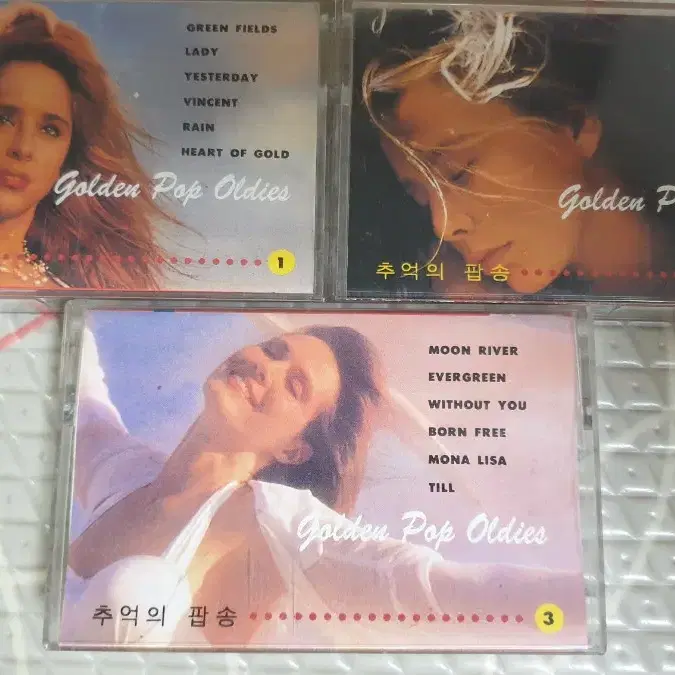 GREEN FIELDS
LADY
YESTERDAY
VINCENT
RAIN
HEART OF GOLD
Golden Pop Oldies
1
Golden P
추억의 팝송
MOON RIVER
EVERGREEN
WITHOUT YOU
BORN FREE
MONA LISA
TILL
Golden Pop Oldies
추억의 팝송
3